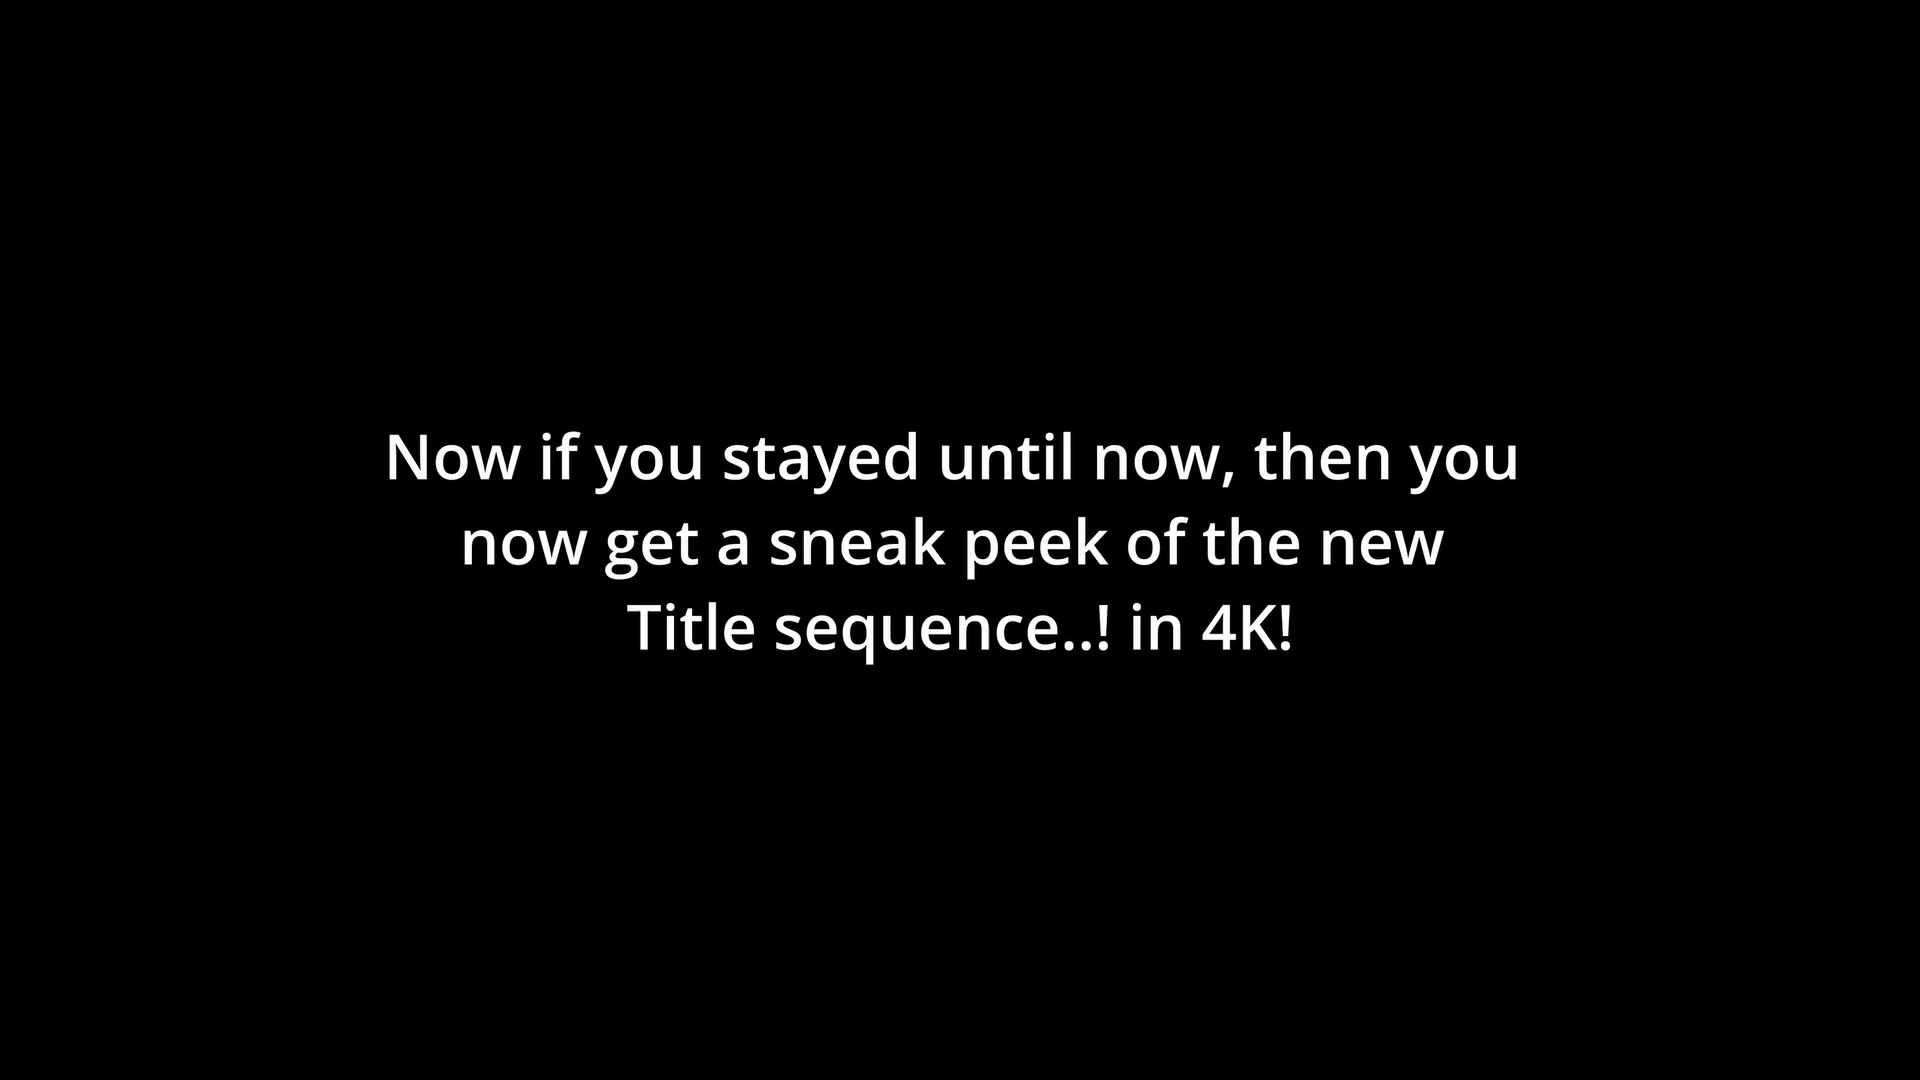 Now if you stayed until now, then you
now get a sneak peek of the new
Title sequence..! in 4K!